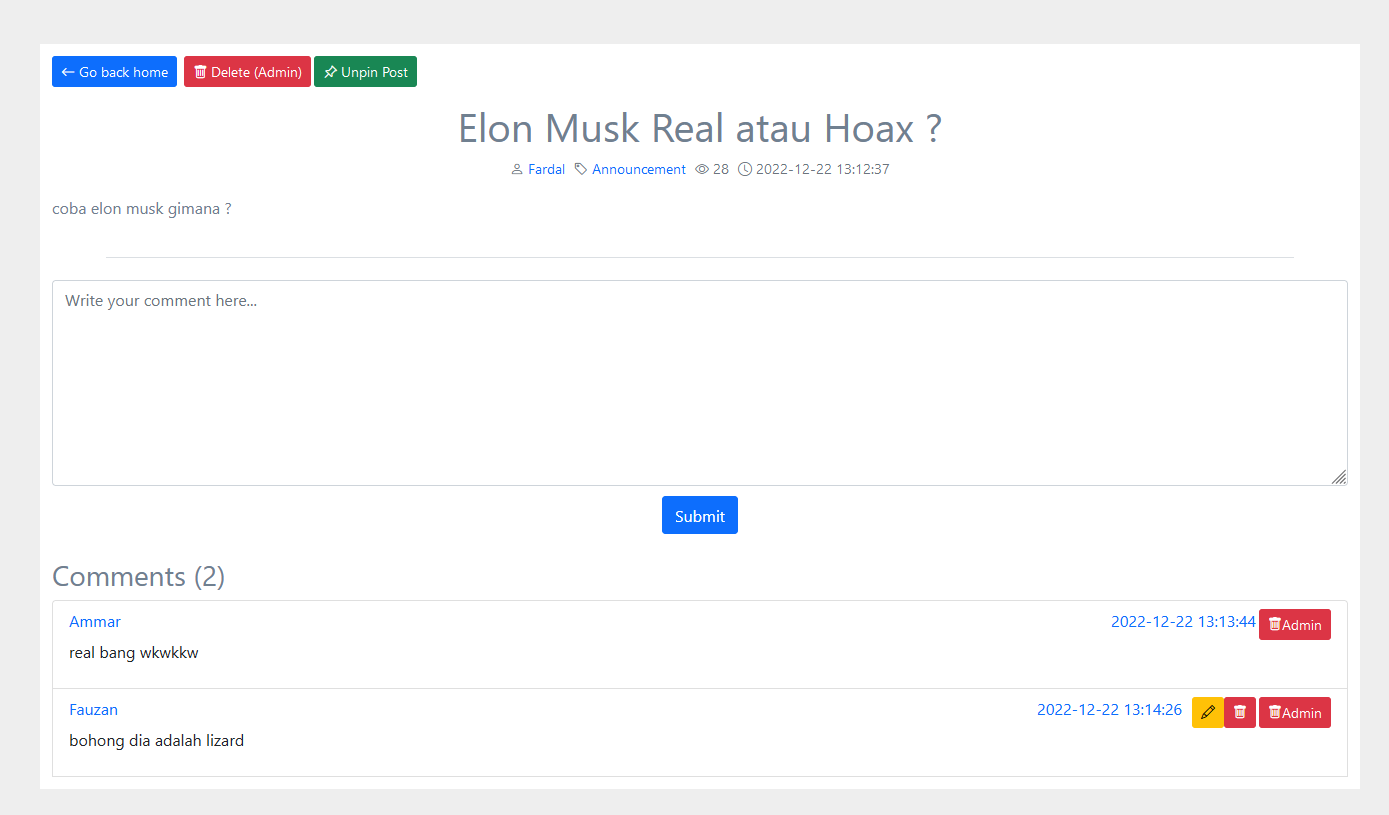 Go back home Delete (Admin) Unpin Post
Elon Musk Real atau Hoax ?
Fardal Announcement 28 2022-12-22 13:12:37
coba elon musk gimana ?
Write your comment here...
Submit
Comments (2)
Ammar 2022-12-22 13:13:44 Admin
real bang wkwkkw
Fauzan 2022-12-22 13:14:26 Admin
bohong dia adalah lizard